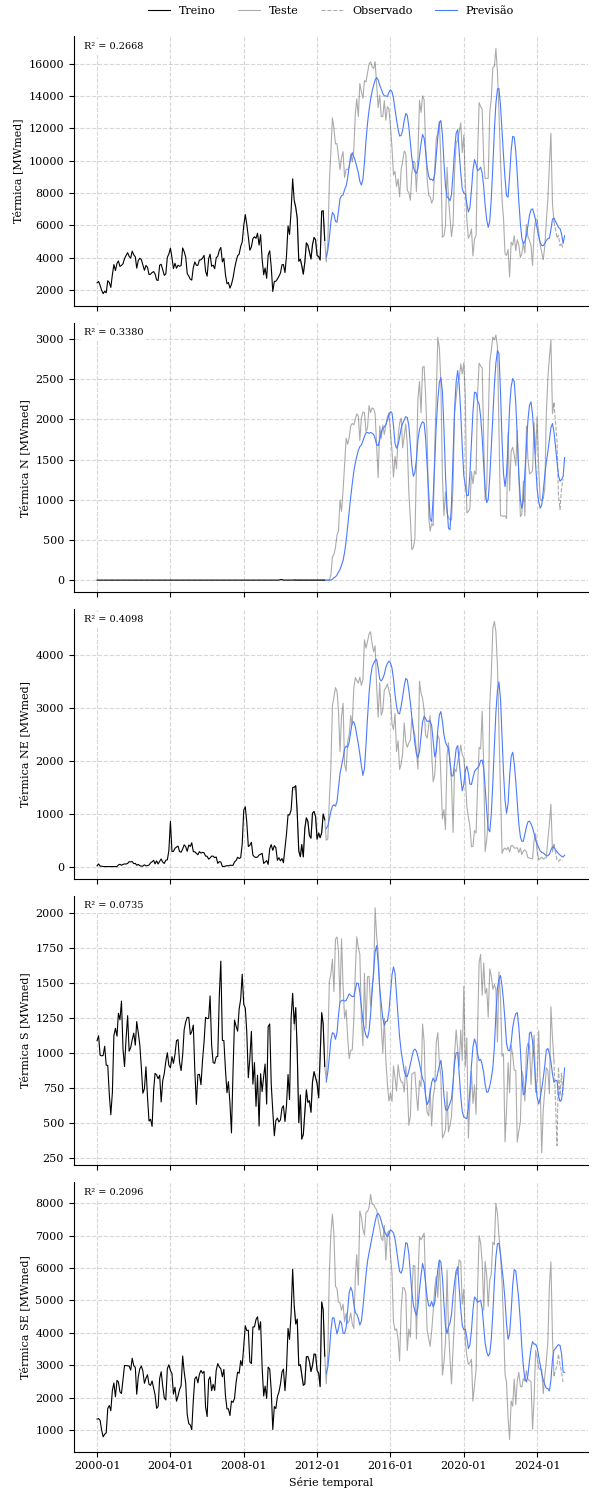 Treino Teste Observado Previsão
R² = 0.2668
16000
14000
12000
10000
8000
6000
4000
2000
Térmica [MWmed]
R² = 0.3380
3000
2500
2000
1500
1000
500
0
Térmica N [MWmed]
R² = 0.4098
4000
3000
2000
1000
0
Térmica NE [MWmed]
R² = 0.0735
2000
1750
1500
1250
1000
750
500
250
Térmica S [MWmed]
R² = 0.2096
8000
7000
6000
5000
4000
3000
2000
1000
Térmica SE [MWmed]
2000-01 2004-01 2008-01 2012-01 2016-01 2020-01 2024-01
Série temporal